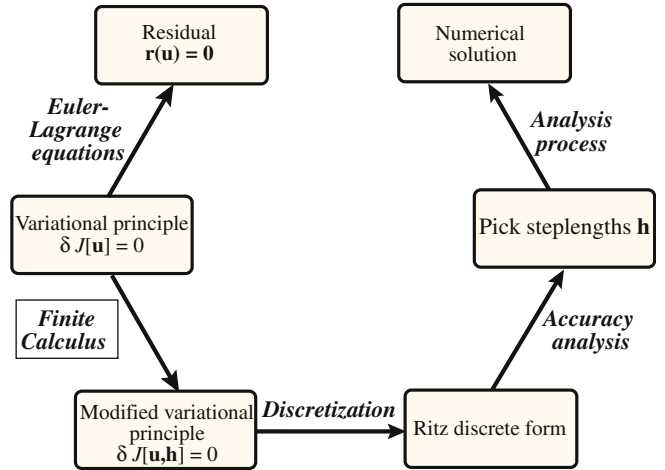 Residual
r(u) = 0
Numerical
solution
Euler-
Lagrange
equations
Analysis
process
Variational principle
δ J[u] = 0
Pick steplengths h
Finite
Calculus
Accuracy
analysis
Modified variational
principle
δ J[u,h] = 0
Discretization
Ritz discrete form